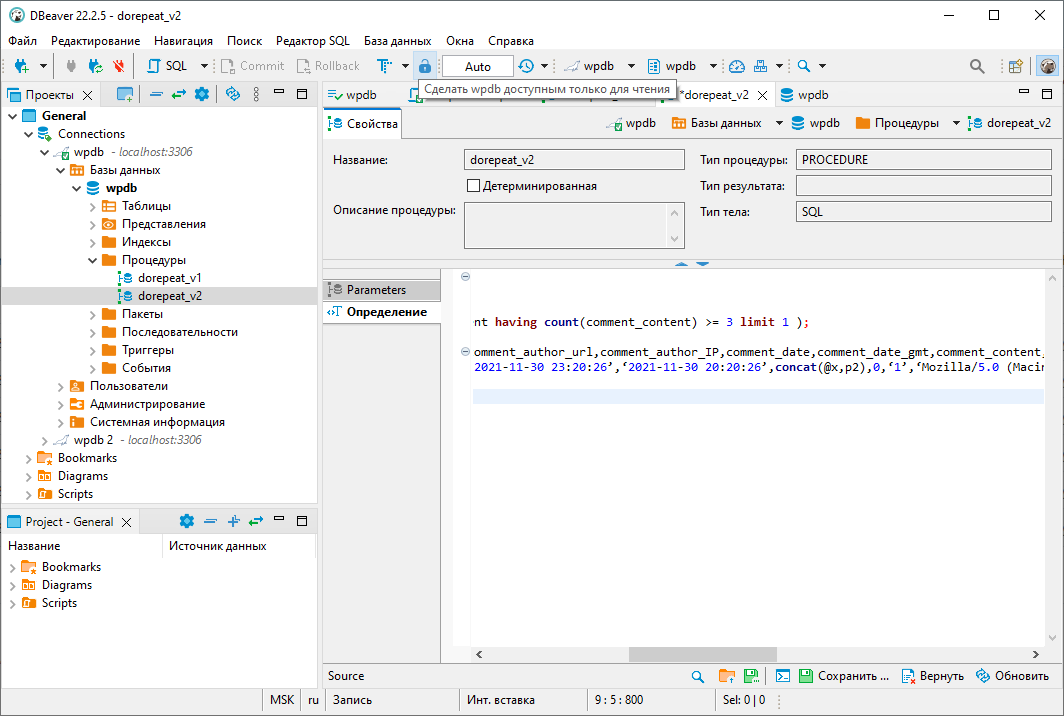 DBeaver 22.2.5 - dorepeat_v2
Файл Редактирование Навигация Поиск Редактор SQL База данных Окна Справка
SQL Commit Rollback Auto wpdb wpdb
Сделать wpdb доступным только для чтения
Проекты
wpdb *dorepeat_v2 wpdb
General
Connections
wpdb - localhost:3306
Базы данных
wpdb
Таблицы
Представления
Индексы
Процедуры
dorepeat_v1
dorepeat_v2
Пакеты
Последовательности
Триггеры
События
Пользователи
Администрирование
Системная информация
wpdb 2 - localhost:3306
Bookmarks
Diagrams
Scripts
Project - General
Название Источник данных
Bookmarks
Diagrams
Scripts
Свойства
wpdb Базы данных wpdb Процедуры dorepeat_v2
Название: dorepeat_v2 Тип процедуры: PROCEDURE
Детерминированная Тип результата:
Описание процедуры: Тип тела: SQL
Parameters
Определение
nt having count(comment_content) >= 3 limit 1 );
omment_author_url,comment_author_IP,comment_date,comment_date_gmt,comment_content,
2021-11-30 23:20:26’,‘2021-11-30 20:20:26’,concat(@x,p2),0,‘1’,‘Mozilla/5.0 (Macin
Source Сохранить ... Вернуть Обновить
MSK ru Запись Инт. вставка 9 : 5 : 800 Sel: 0 | 0